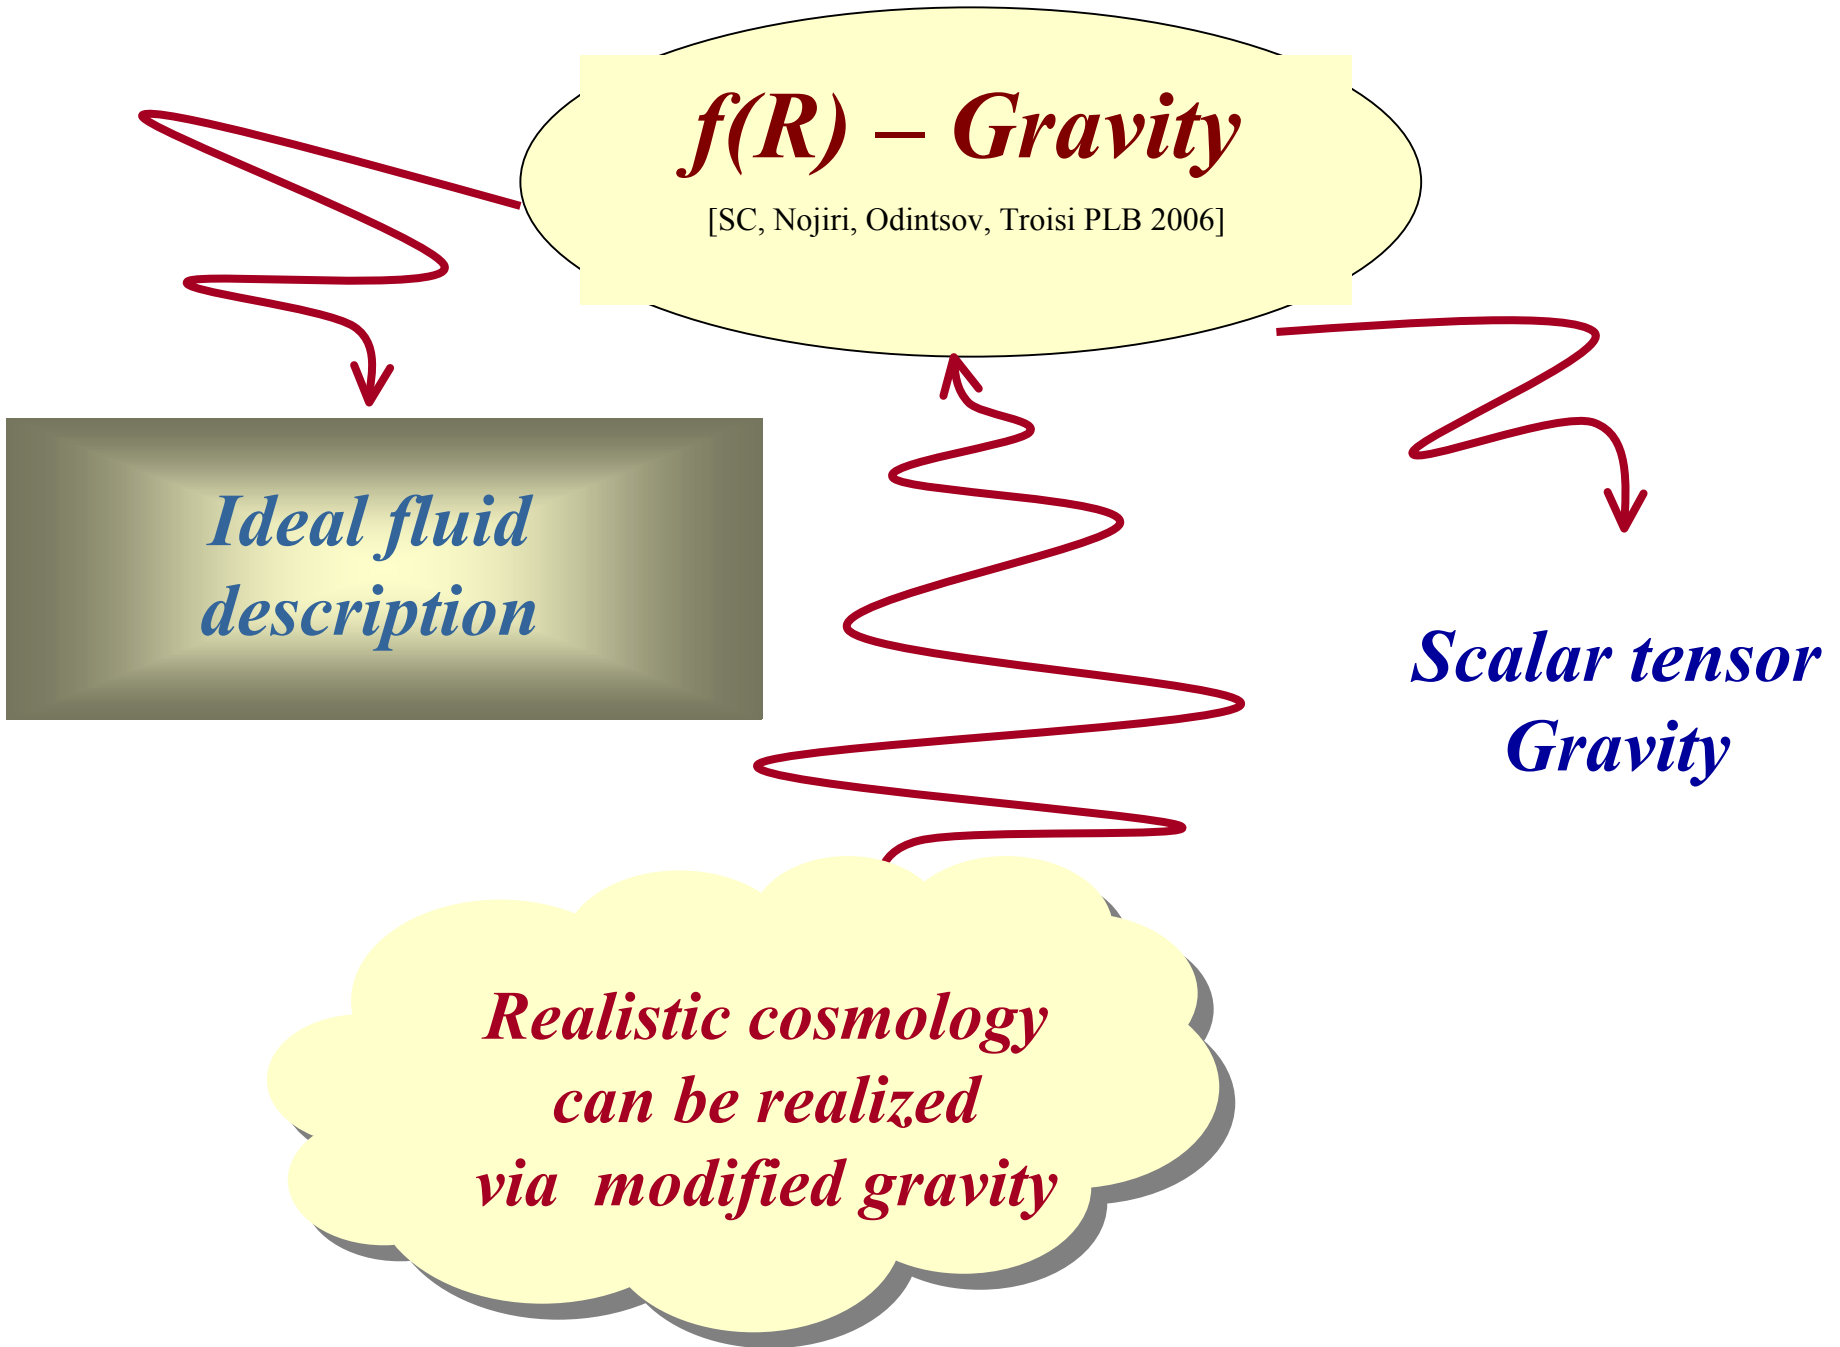 f(R) – Gravity
[SC, Nojiri, Odintsov, Troisi PLB 2006]
Ideal fluid
description
Scalar tensor
Gravity
Realistic cosmology
can be realized
via modified gravity